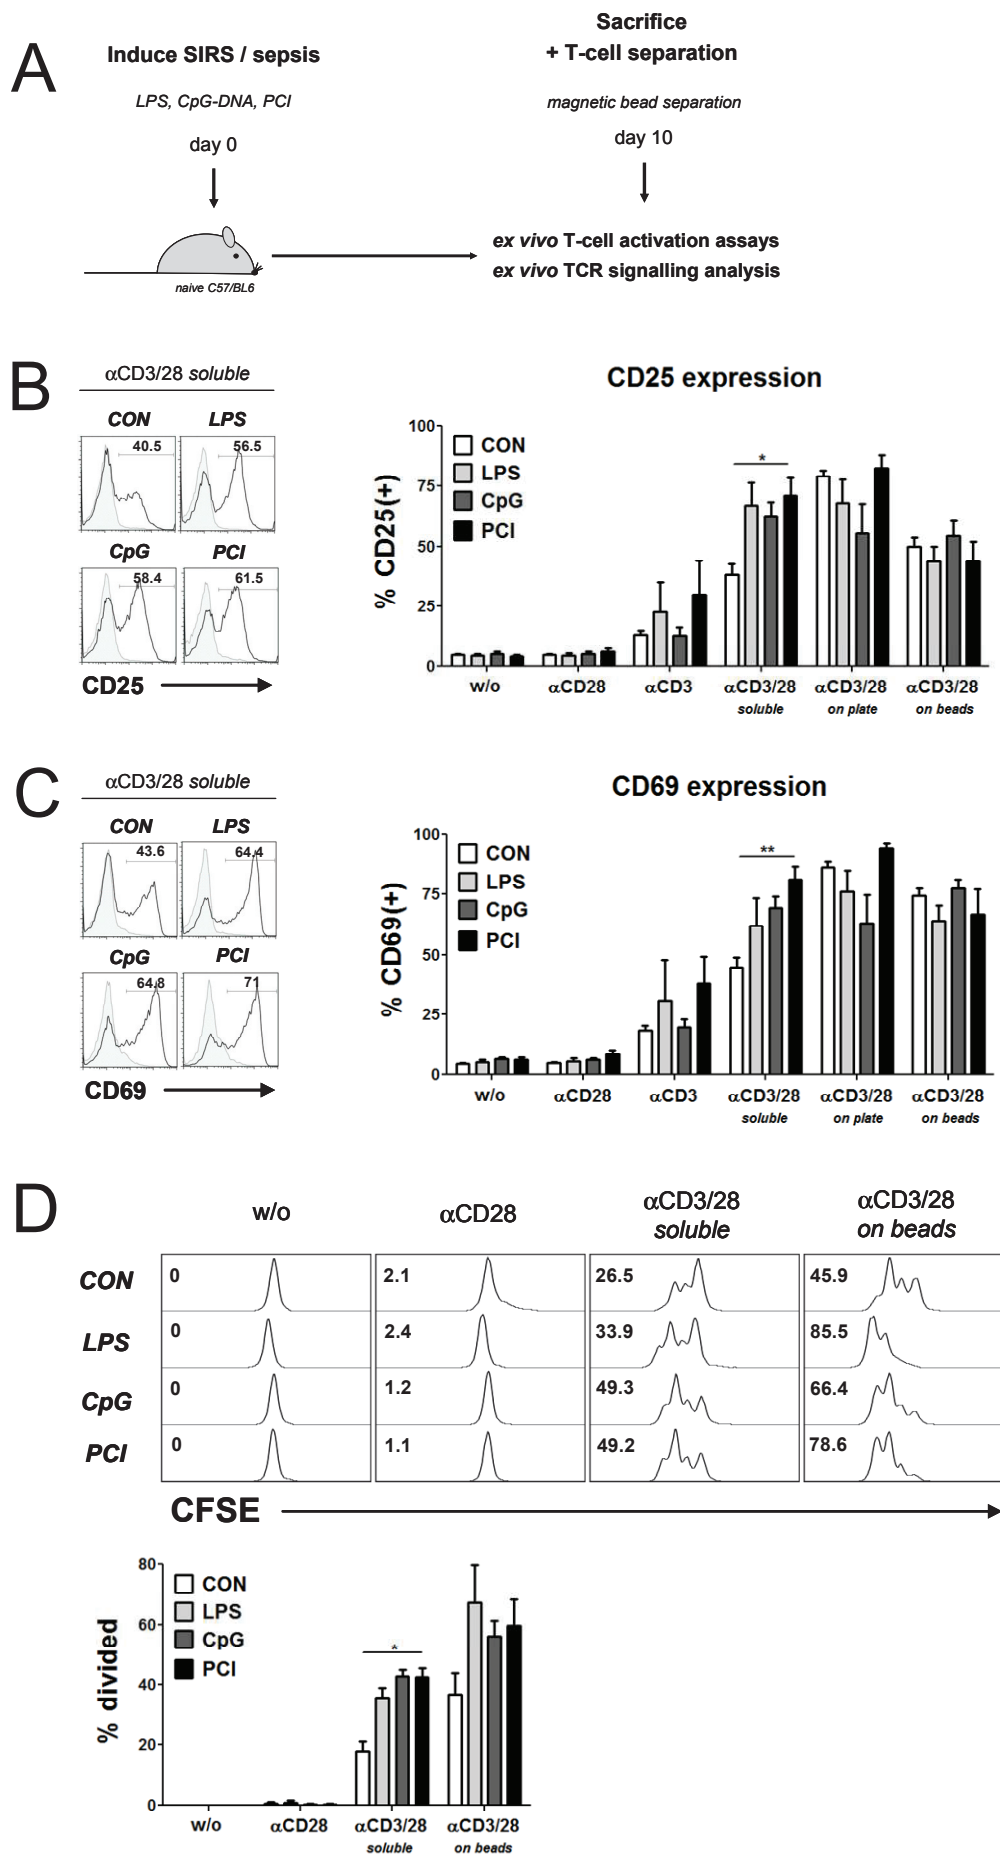 A
Induce SIRS / sepsis
LPS, CpG-DNA, PCI
day 0
naive C57/BL6
Sacrifice
+ T-cell separation
magnetic bead separation
day 10
ex vivo T-cell activation assays
ex vivo TCR signalling analysis
B
αCD3/28 soluble
CON LPS
40.5 56.5
CpG PCI
58.4 61.5
CD25
CD25 expression
% CD25(+)
100
75
50
25
0
CON
LPS
CpG
PCI
*
w/o αCD28 αCD3 αCD3/28 αCD3/28 αCD3/28
soluble on plate on beads
C
αCD3/28 soluble
CON LPS
43.6 64.4
CpG PCI
64.8 71
CD69
CD69 expression
% CD69(+)
100
75
50
25
0
CON
LPS
CpG
PCI
**
w/o αCD28 αCD3 αCD3/28 αCD3/28 αCD3/28
soluble on plate on beads
D
w/o αCD28 αCD3/28 αCD3/28
soluble on beads
CON 0 2.1 26.5 45.9
LPS 0 2.4 33.9 85.5
CpG 0 1.2 49.3 66.4
PCI 0 1.1 49.2 78.6
CFSE
% divided
80
60
40
20
0
CON
LPS
CpG
PCI
*
w/o αCD28 αCD3/28 αCD3/28
soluble on beads